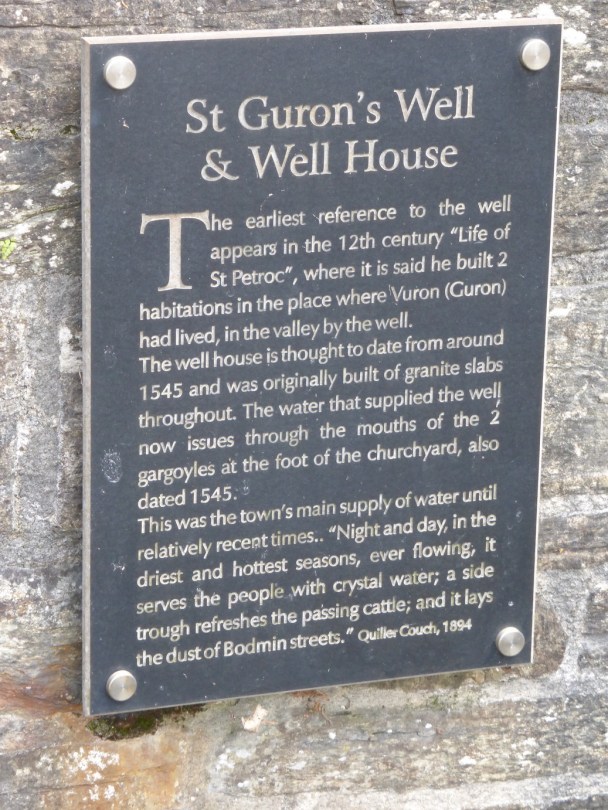 St Guron's Well
& Well House
The earliest reference to the well
appears in the 12th century "Life of
St Petroc", where it is said he built 2
habitations in the place where Vuron (Guron)
had lived, in the valley by the well.
The well house is thought to date from around
1545 and was originally built of granite slabs
throughout. The water that supplied the well
now issues through the mouths of the 2
gargoyles at the foot of the churchyard, also
dated 1545.
This was the town's main supply of water until
relatively recent times.. "Night and day, in the
driest and hottest seasons, ever flowing, it
serves the people with crystal water; a side
trough refreshes the passing cattle; and it lays
the dust of Bodmin streets." Quiller Couch, 1894